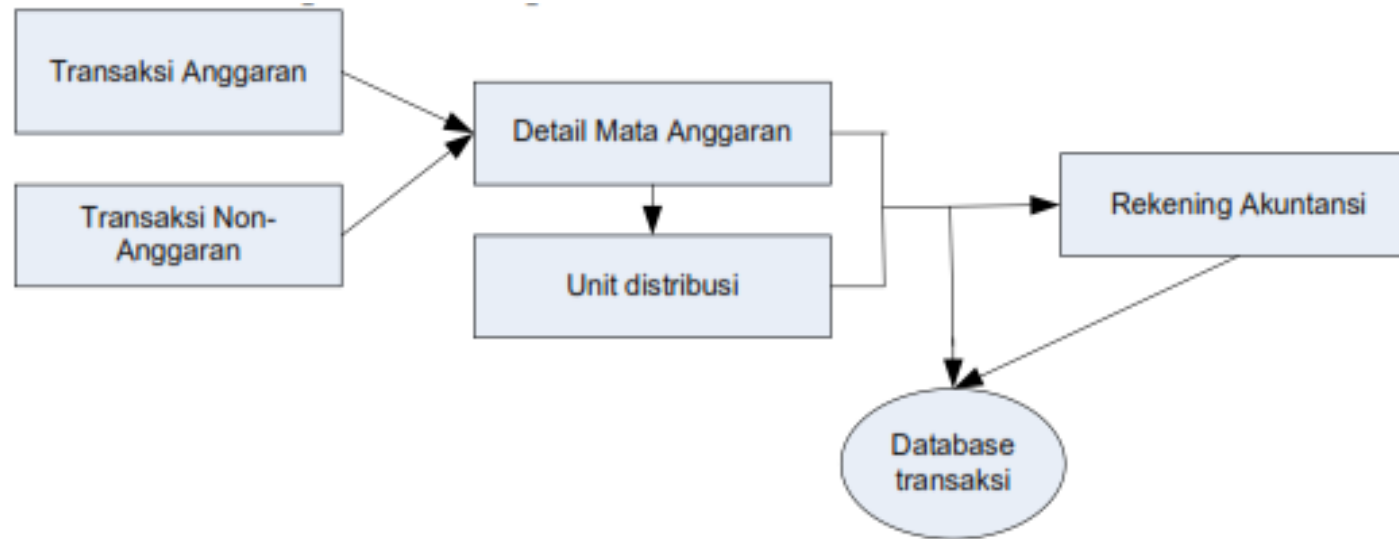 Transaksi Anggaran
Detail Mata Anggaran
Transaksi Non-
Anggaran
Rekening Akuntansi
Unit distribusi
Database
transaksi